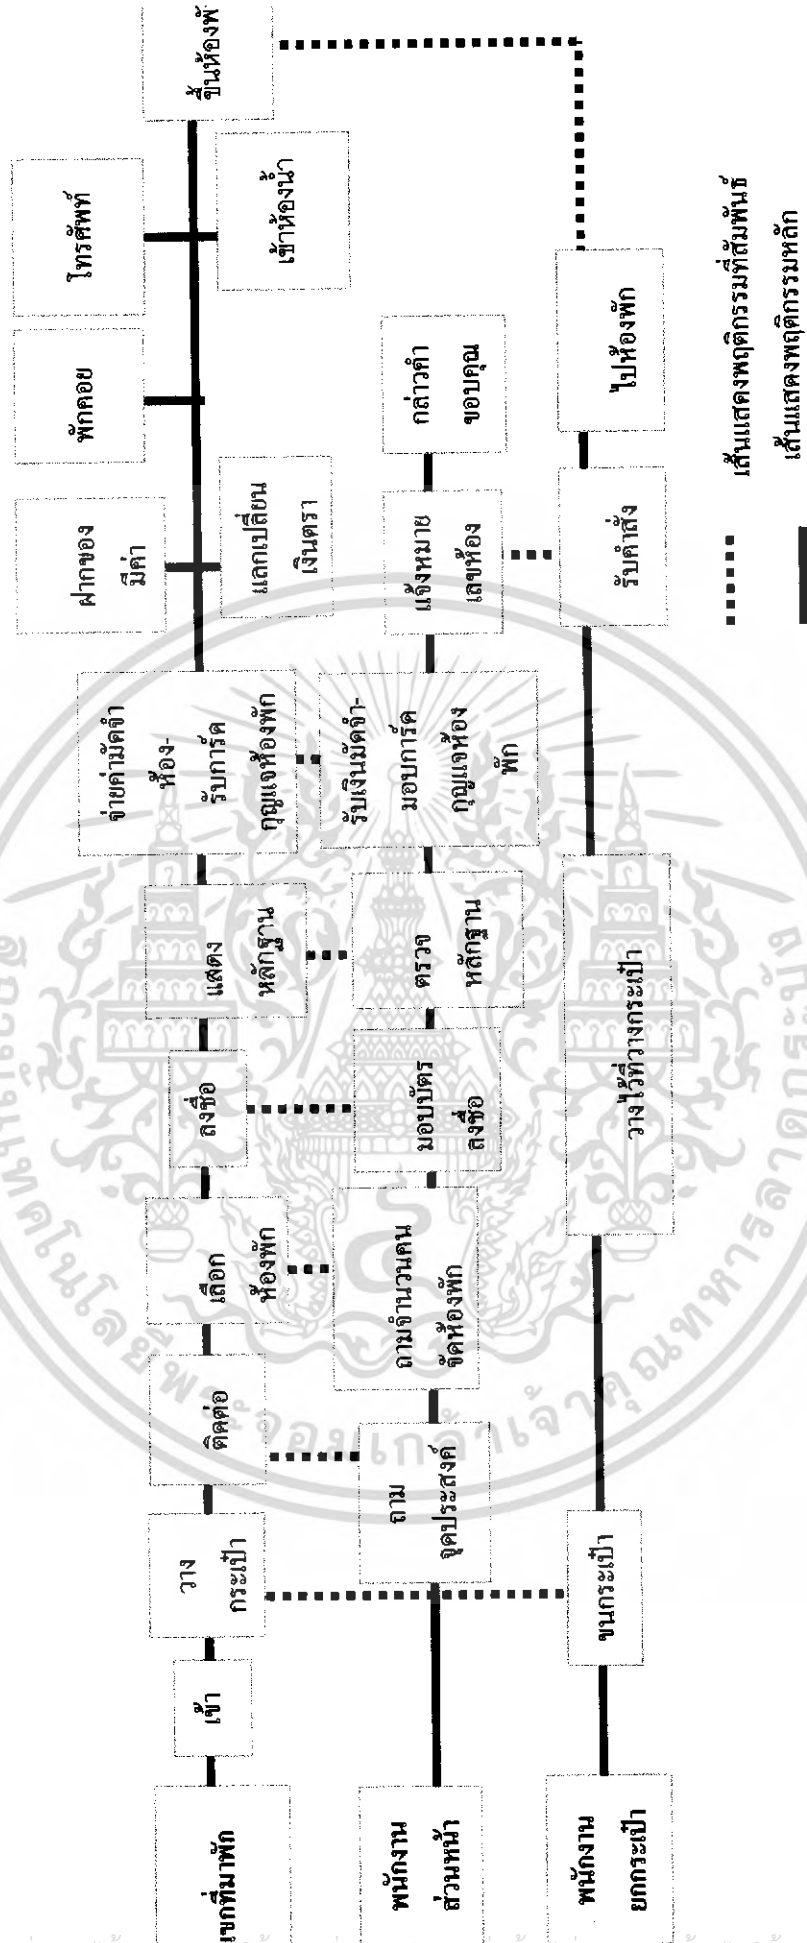 แขกที่มาพัก
เข้า
วาง
กระเป๋า
ติดต่อ
เลือก
ห้องพัก
ลงชื่อ
แสดง
หลักฐาน
จ่ายค่ามัดจำ
ห้อง-
รับการ์ด
กุญแจห้องพัก
ฝากของ
มีค่า
แลกเปลี่ยน
เงินตรา
พักคอย
โทรศัพท์
เข้าห้องน้ำ
ขึ้นห้องพั
พนักงาน
ส่วนหน้า
ถาม
จุดประสงค์
ถามจำนวนคน
จัดห้องพัก
มอบบัตร
ลงชื่อ
ตรวจ
หลักฐาน
รับเงินมัดจำ-
มอบการ์ด
กุญแจห้อง
พัก
แจ้งหมาย
เลขห้อง
กล่าวคำ
ขอบคุณ
พนักงาน
ยกกระเป๋า
ขนกระเป๋า
วางไว้ที่วางกระเป๋า
รับคำสั่ง
ไปห้องพัก
เส้นแสดงพฤติกรรมที่สัมพันธ์
เส้นแสดงพฤติกรรมหลัก